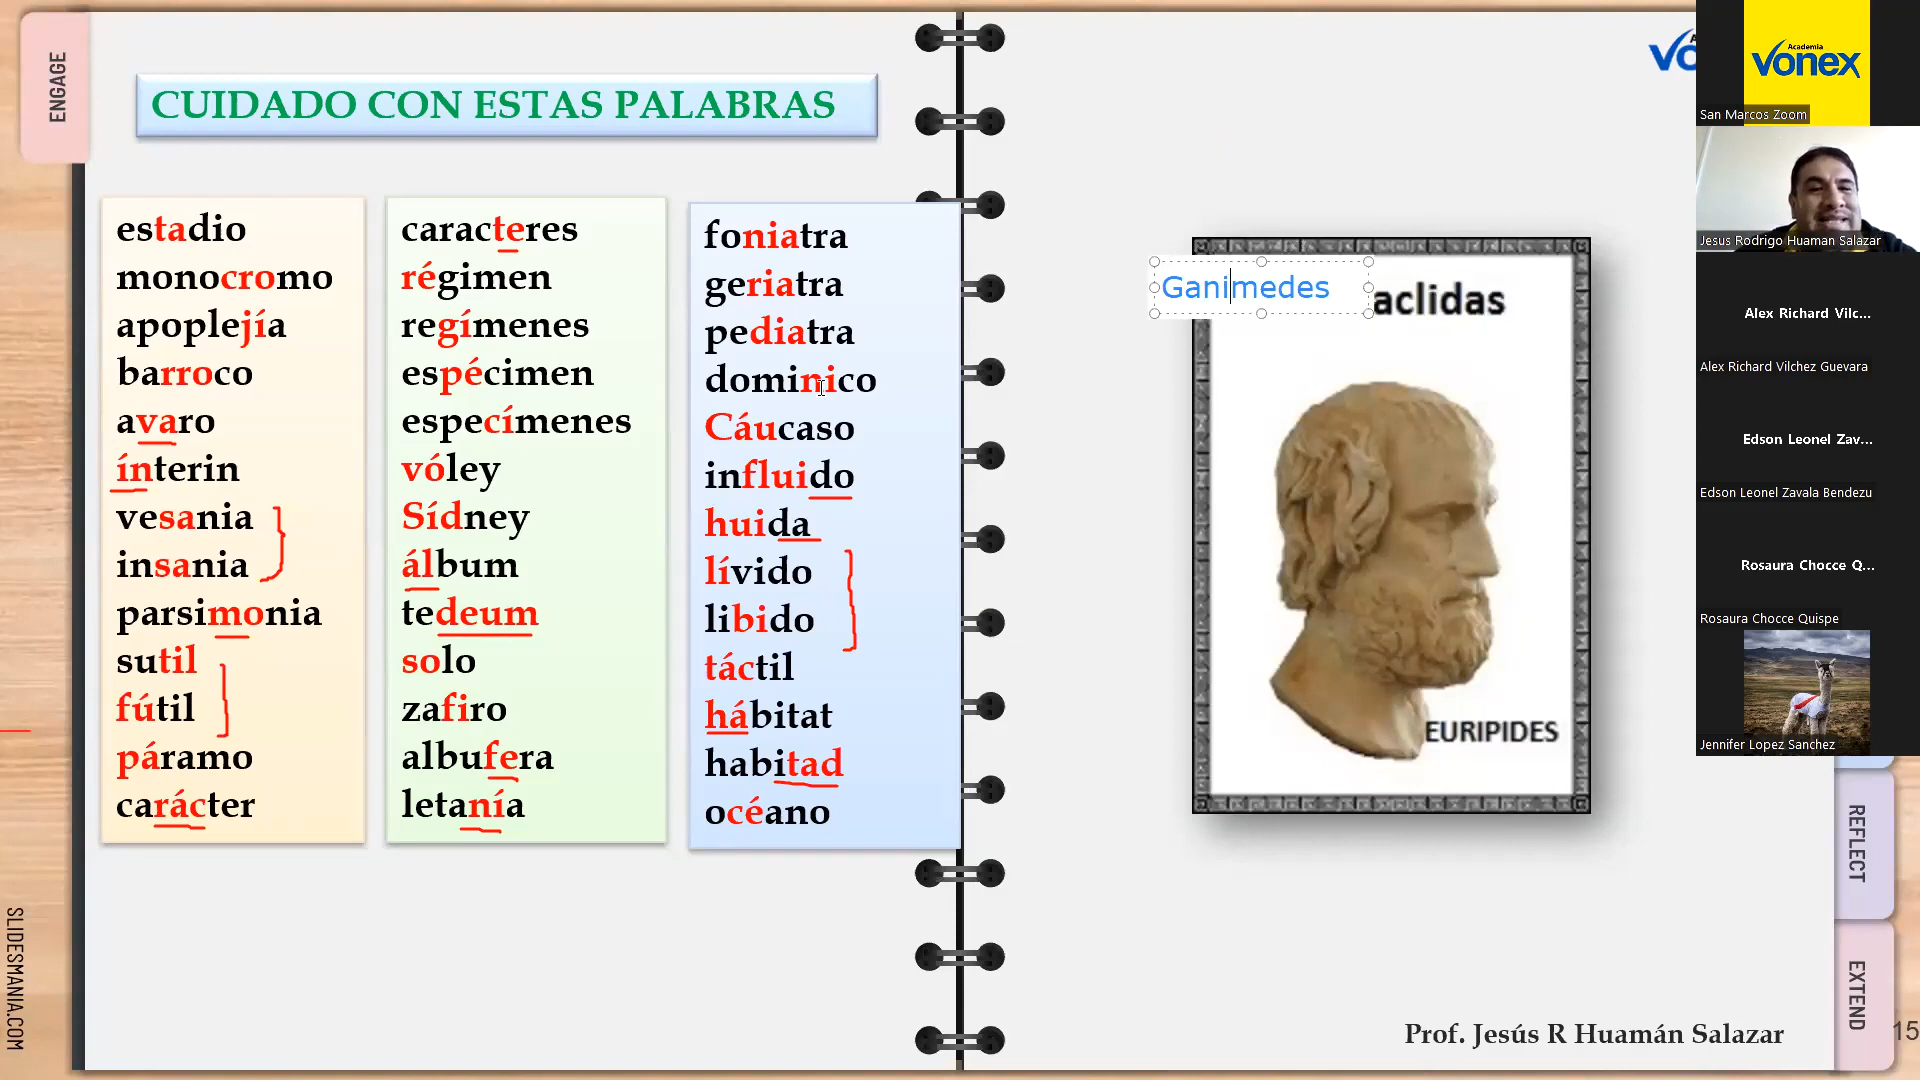 ENGAGE
CUIDADO CON ESTAS PALABRAS
estadio
monocromo
apoplejía
barroco
avaro
ínterin
vesania
insania
parsimonia
sutil
fútil
páramo
carácter
caracteres
régimen
regímenes
espécimen
especímenes
vóley
Sídney
álbum
tedeum
solo
zafiro
albufera
letanía
foniatra
geriatra
pediatra
dominico
Cáucaso
influido
huida
lívido
libido
táctil
hábitat
habitad
océano
Ganimedes
aclidas
EURIPIDES
Prof. Jesús R Huamán Salazar
15
REFLECT
EXTEND
SLIDESMANIA.COM
Academia
vonex
San Marcos Zoom
Jesus Rodrigo Huaman Salazar
Alex Richard Vilc...
Alex Richard Vilchez Guevara
Edson Leonel Zav...
Edson Leonel Zavala Bendezu
Rosaura Chocce Q...
Rosaura Chocce Quispe
Jennifer Lopez Sanchez